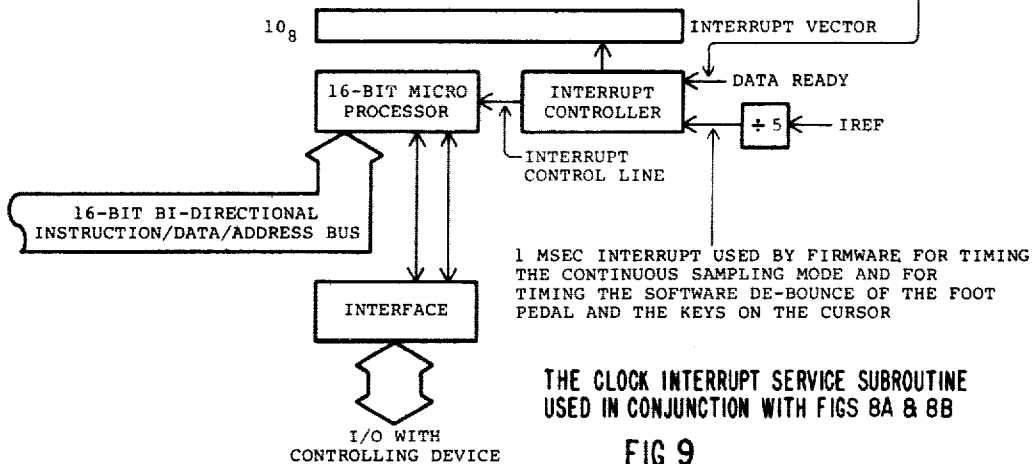 10₈
INTERRUPT VECTOR
16-BIT MICRO
PROCESSOR
INTERRUPT
CONTROLLER
DATA READY
÷ 5
IREF
INTERRUPT
CONTROL LINE
16-BIT BI-DIRECTIONAL
INSTRUCTION/DATA/ADDRESS BUS
1 MSEC INTERRUPT USED BY FIRMWARE FOR TIMING
THE CONTINUOUS SAMPLING MODE AND FOR
TIMING THE SOFTWARE DE-BOUNCE OF THE FOOT
PEDAL AND THE KEYS ON THE CURSOR
INTERFACE
I/O WITH
CONTROLLING DEVICE
THE CLOCK INTERRUPT SERVICE SUBROUTINE
USED IN CONJUNCTION WITH FIGS 8A & 8B
FIG 9